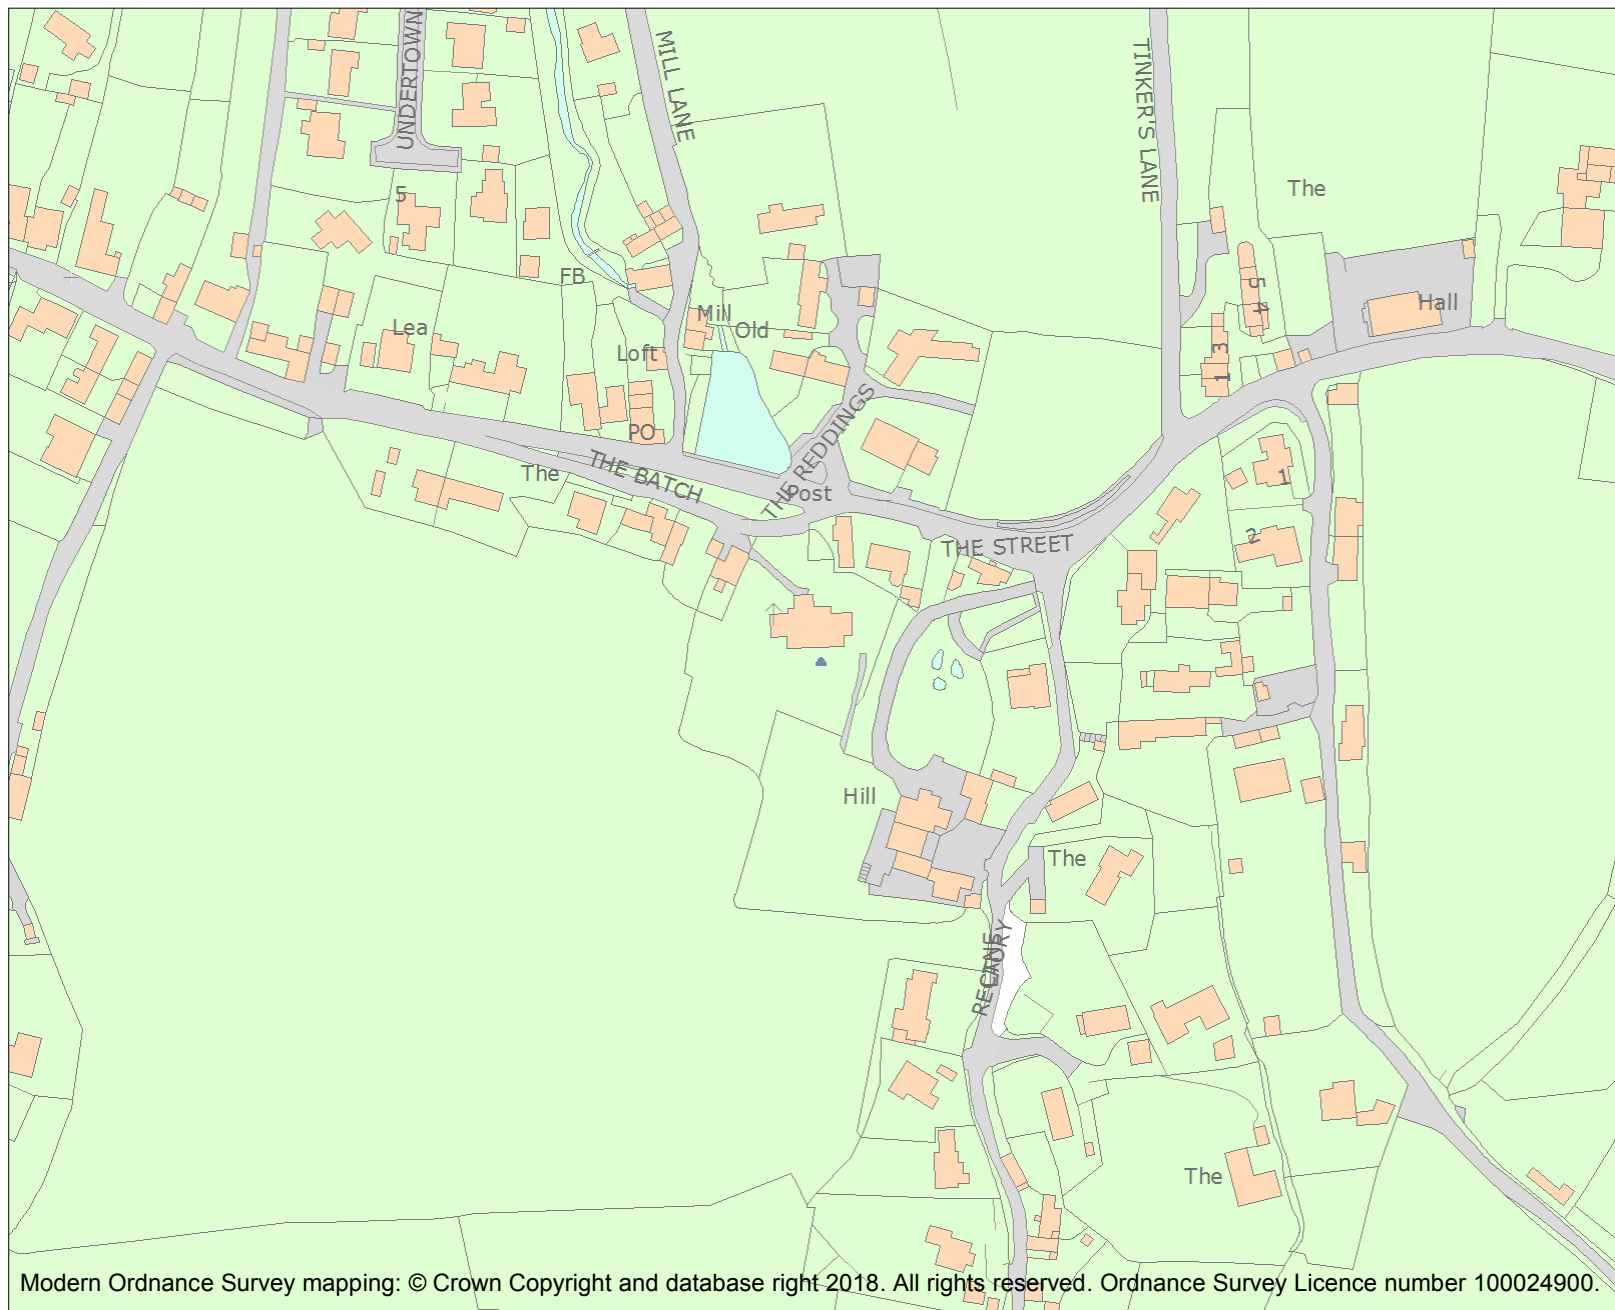 UNDERTOWN
MILL LANE
TINKER'S LANE
The
5
FB
Mill
Old
Lea
Loft
5
4
Hall
3
1
PO
THE REDDINGS
The
THE BATCH
Post
1
2
THE STREET
Hill
The
RECTORY
LANE
The
Modern Ordnance Survey mapping: © Crown Copyright and database right 2018. All rights reserved. Ordnance Survey Licence number 100024900.